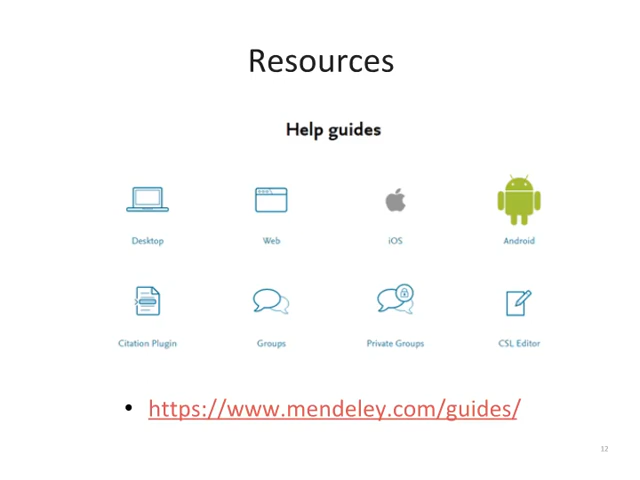 Resources
Help guides
Desktop Web iOS Android
Citation Plugin Groups Private Groups CSL Editor
• https://www.mendeley.com/guides/
12